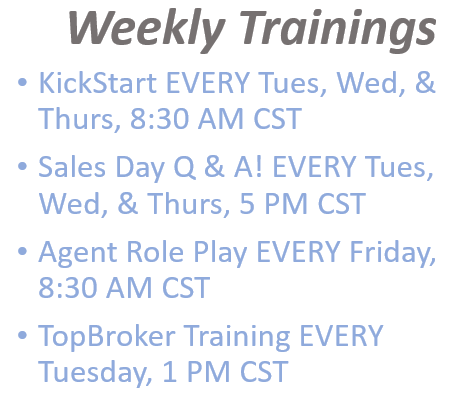 Weekly Trainings
• KickStart EVERY Tues, Wed, &
Thurs, 8:30 AM CST
• Sales Day Q & A! EVERY Tues,
Wed, & Thurs, 5 PM CST
• Agent Role Play EVERY Friday,
8:30 AM CST
• TopBroker Training EVERY
Tuesday, 1 PM CST